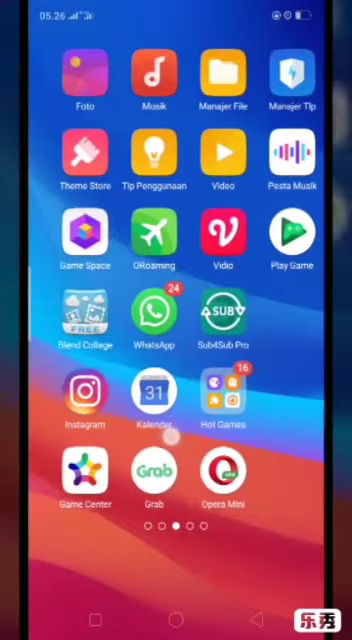 05.26
Foto
Musik
Manajer File
Manajer Tlp
Theme Store
Tip Penggunaan
Video
Pesta Musik
Game Space
ORoaming
Vidio
Play Game
FREE
24
SUB
Blend Collage
WhatsApp
Sub4Sub Pro
31
16
Instagram
Kalender
Hot Games
Grab
Game Center
Grab
Opera Mini
乐秀